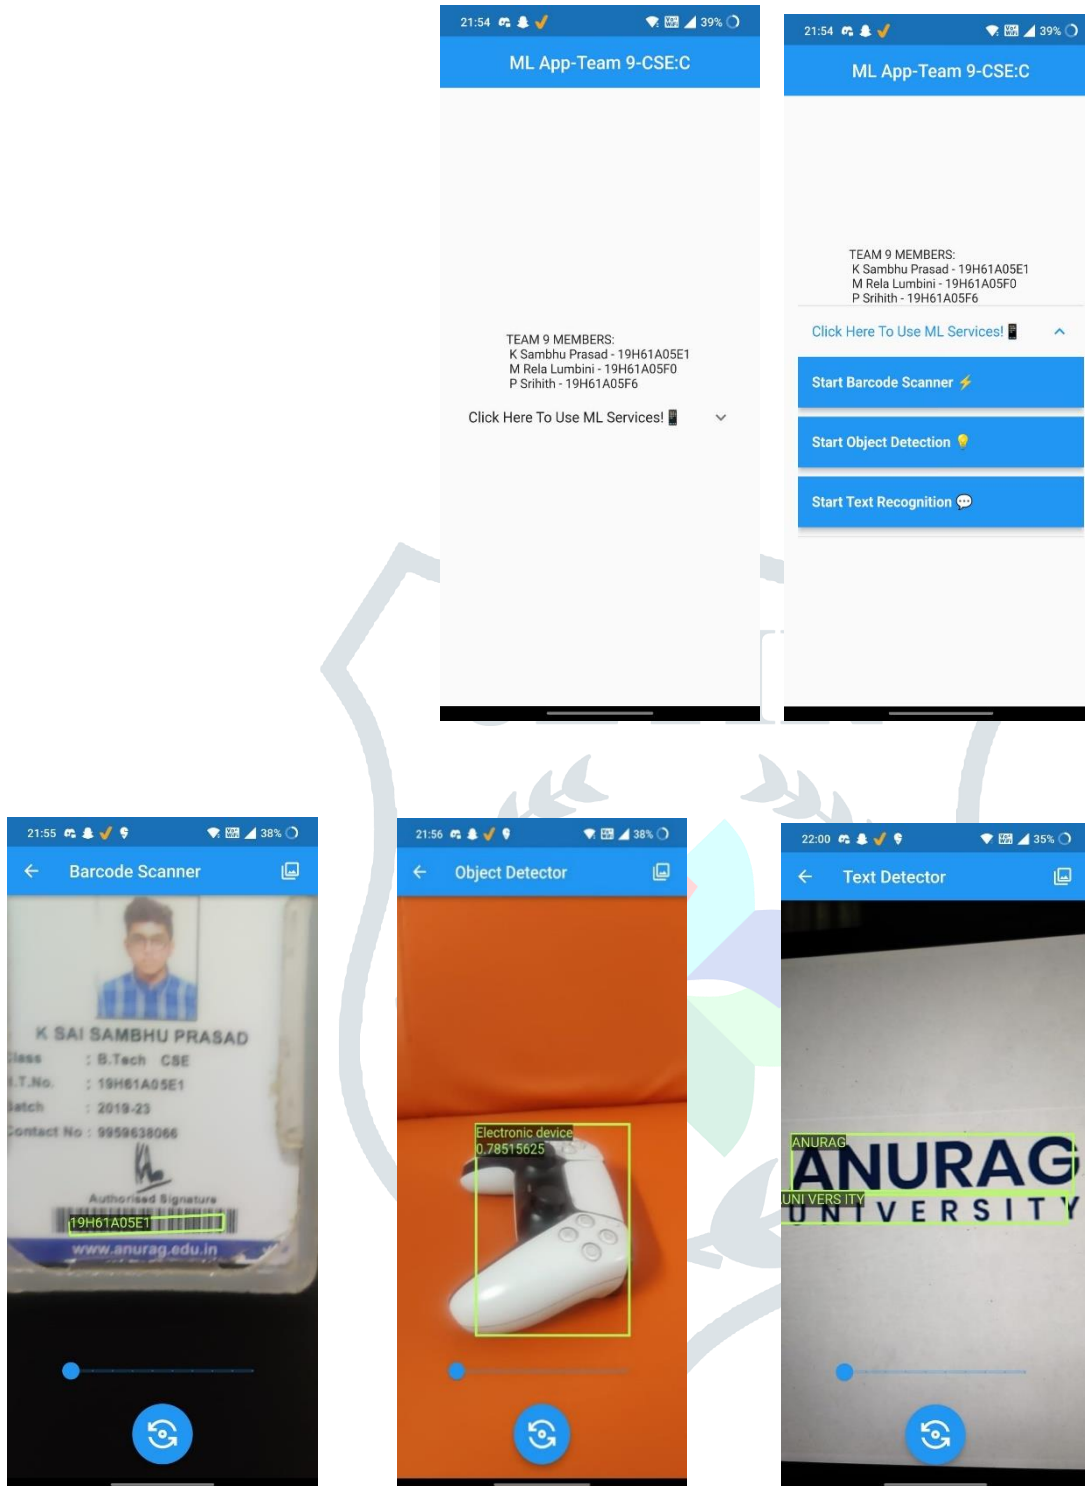 21:54 39%
ML App-Team 9-CSE:C
TEAM 9 MEMBERS:
K Sambhu Prasad - 19H61A05E1
M Rela Lumbini - 19H61A05F0
P Srihith - 19H61A05F6
Click Here To Use ML Services!
21:54 39%
ML App-Team 9-CSE:C
TEAM 9 MEMBERS:
K Sambhu Prasad - 19H61A05E1
M Rela Lumbini - 19H61A05F0
P Srihith - 19H61A05F6
Click Here To Use ML Services!
Start Barcode Scanner
Start Object Detection
Start Text Recognition
21:55 38%
Barcode Scanner
K SAI SAMBHU PRASAD
: B.Tech CSE
: 19H61A05E1
: 2019-23
Contact No : 9959638066
Authorised Signature
19H61A05E1
www.anurag.edu.in
21:56 38%
Object Detector
Electronic device
0.78515625
22:00 35%
Text Detector
ANURAG
ANURAG
UNI VERS ITY
UNIVERSITY